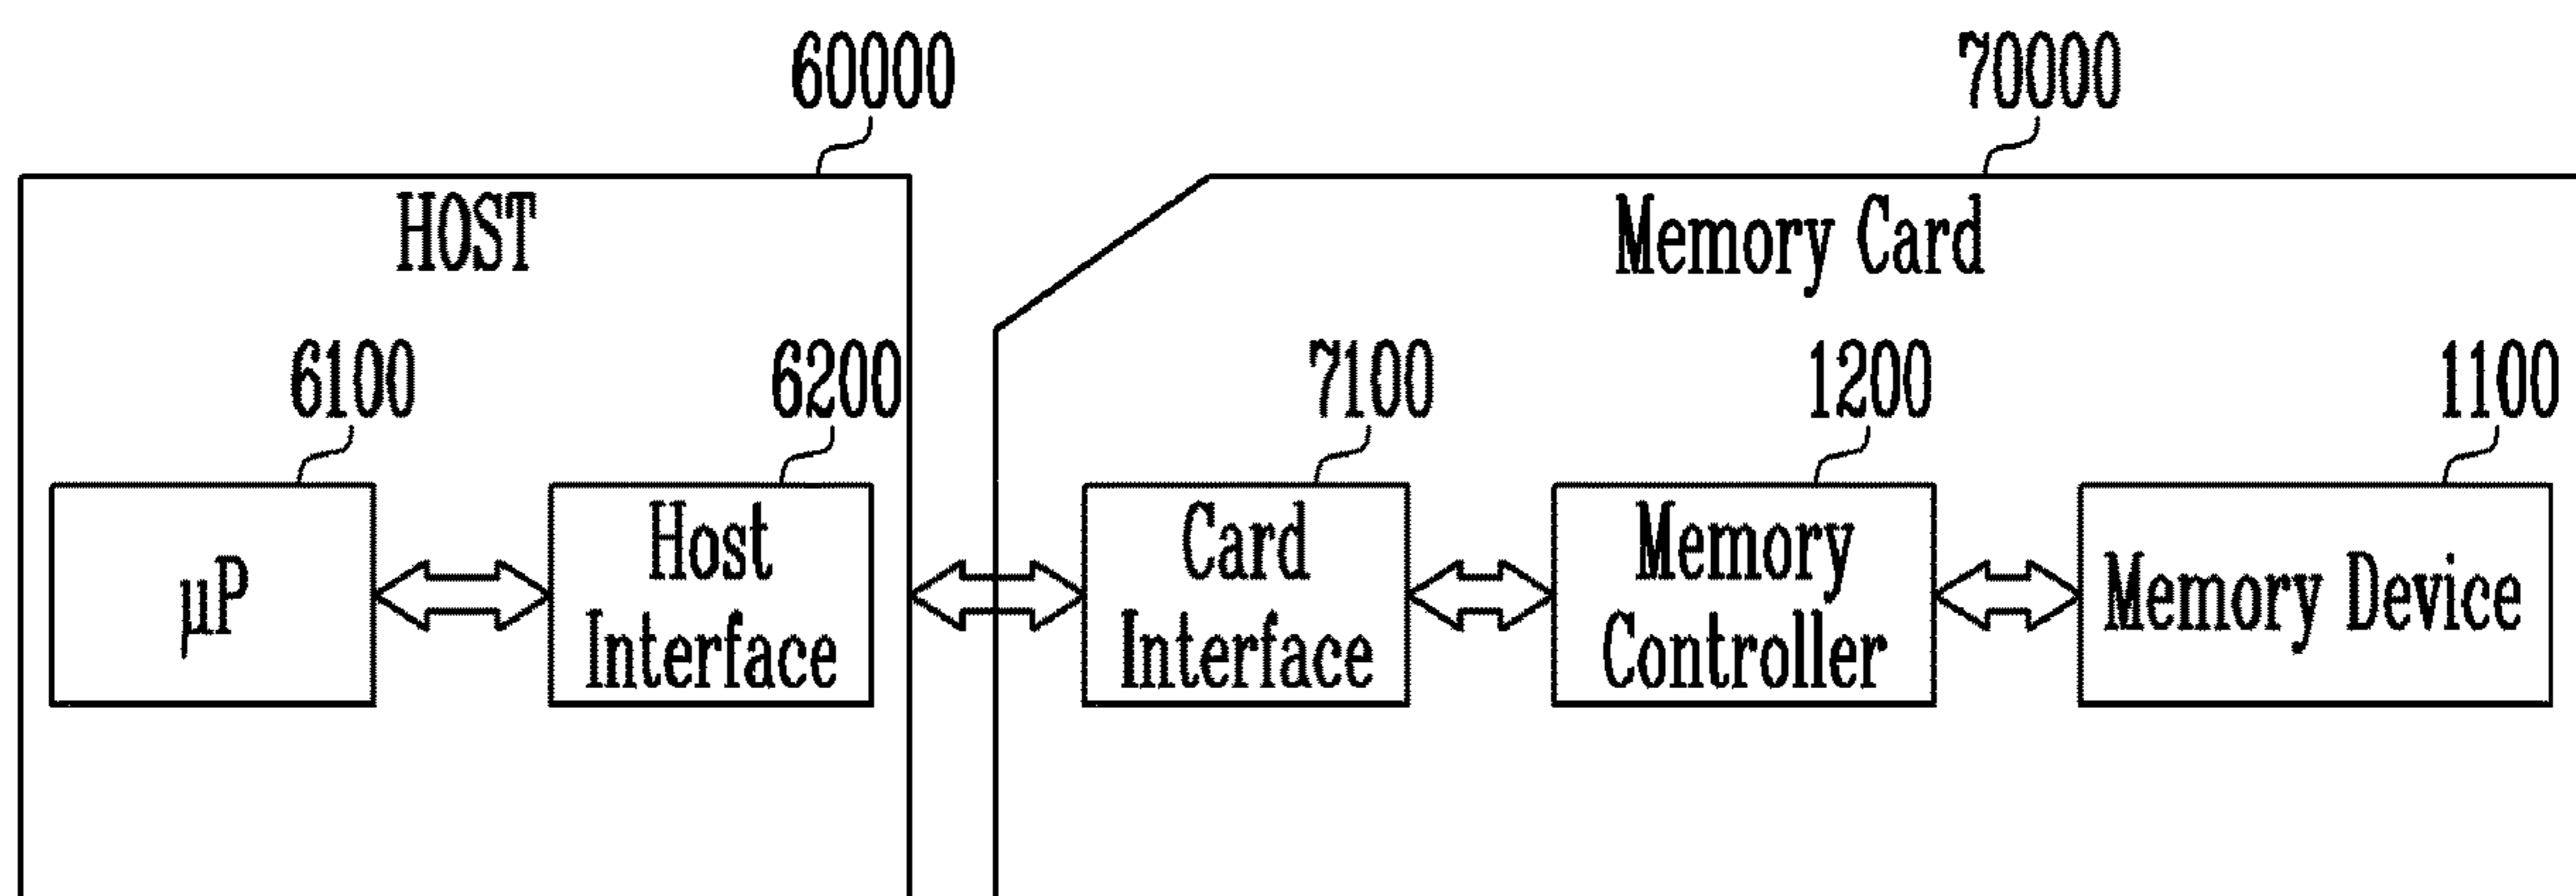 60000
70000
HOST
Memory Card
6100
6200
7100
1200
1100
μP
Host
Interface
Card
Interface
Memory
Controller
Memory Device